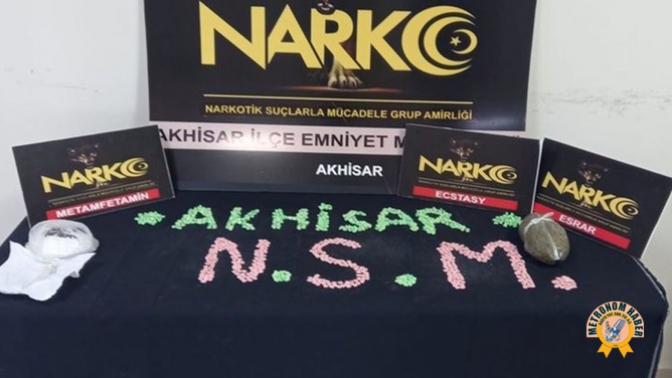 NARKO
NARKOTİK SUÇLARLA MÜCADELE GRUP AMİRLİĞİ
AKHİSAR İLÇE EMNİYET M
AKHİSAR
NARKO
METAMFETAMİN
NARKO
ECSTASY
NARKO
ESRAR
AKHİSAR
N.S.M.
METRONOM HABER